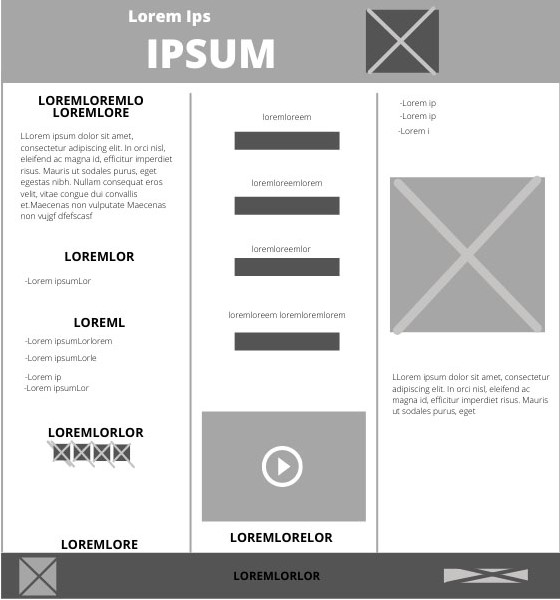 Lorem Ips
IPSUM
LOREMLOREMLO
LOREMLORE
LLorem ipsum dolor sit amet,
consectetur adipiscing elit. In orci nisl,
eleifend ac magna id, efficitur imperdiet
risus. Mauris ut sodales purus, eget
egestas nibh. Nullam consequat eros
velit, vitae congue dui convallis
et.Maecenas non vulputate Maecenas
non vujgf dfefscasf
LOREMLOR
-Lorem ipsumLor
LOREML
-Lorem ipsumLorlorem
-Lorem ipsumLorle
-Lorem ip
-Lorem ipsumLor
LOREMLORLOR
LOREMLORE
loremloreem
loremloreemlorem
loremloreemlor
loremloreem loremloremlorem
LOREMLORELOR
-Lorem ip
-Lorem ip
-Lorem i
LLorem ipsum dolor sit amet, consectetur
adipiscing elit. In orci nisl, eleifend ac
magna id, efficitur imperdiet risus. Mauris
ut sodales purus, eget
LOREMLORLOR